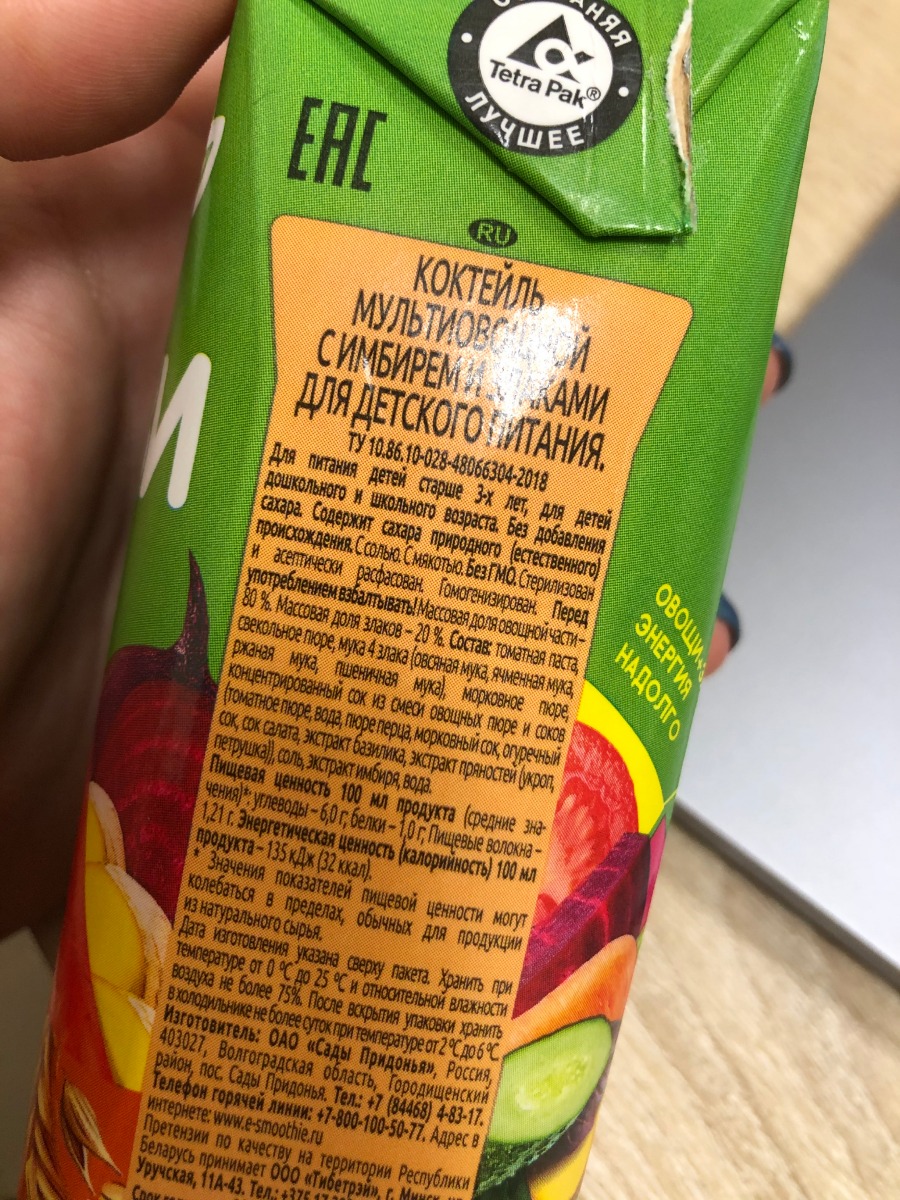 ЛУЧШЕЕ
Tetra Pak®
EAC
RU
КОКТЕЙЛЬ
МУЛЬТИОВОЩНОЙ
С ИМБИРЕМ И ЗЛАКАМИ
ДЛЯ ДЕТСКОГО ПИТАНИЯ.
ТУ 10.86.10-028-48066304-2018
Для питания детей старше 3-х лет, для детей
дошкольного и школьного возраста. Без добавления
сахара. Содержит сахара природного (естественного)
происхождения. С солью. С мякотью. Без ГМО. Стерилизован
и асептически расфасован. Гомогенизирован. Перед
употреблением взбалтывать! Массовая доля овощной части –
80 %. Массовая доля злаков – 20 %. Состав: томатная паста,
свекольное пюре, мука 4 злака (овсяная мука, ячменная мука,
ржаная мука, пшеничная мука), морковное пюре,
концентрированный сок из смеси овощных пюре и соков
(томатное пюре, вода, пюре перца, морковный сок, огуречный
сок, сок салата, экстракт базилика, экстракт пряностей (укроп,
петрушка)), соль, экстракт имбиря, вода.
Пищевая ценность 100 мл продукта (средние зна-
чения)*: углеводы – 6,0 г, белки – 1,0 г, Пищевые волокна –
1,21 г. Энергетическая ценность (калорийность) 100 мл
продукта – 135 кДж (32 ккал).
Значения показателей пищевой ценности могут
колебаться в пределах, обычных для продукции
из натурального сырья.
Дата изготовления указана сверху пакета. Хранить при
температуре от 0 °С до 25 °С и относительной влажности
воздуха не более 75%. После вскрытия упаковки хранить
в холодильнике не более суток при температуре от 2 °С до 6 °С.
Изготовитель: ОАО «Сады Придонья», Россия,
403027, Волгоградская область, Городищенский
район, пос. Сады Придонья. Тел.: +7 (84468) 4-83-17.
Телефон горячей линии: +7-800-100-50-77. Адрес в
интернете: www.e-smoothie.ru
Претензии по качеству на территории Республики
Беларусь принимает ООО «Тибетрэй», г. Минск, ул.
Уручская, 11А-43. Тел.: +375 17
ОВОЩИ
ЭНЕРГИЯ
НАДОЛГО